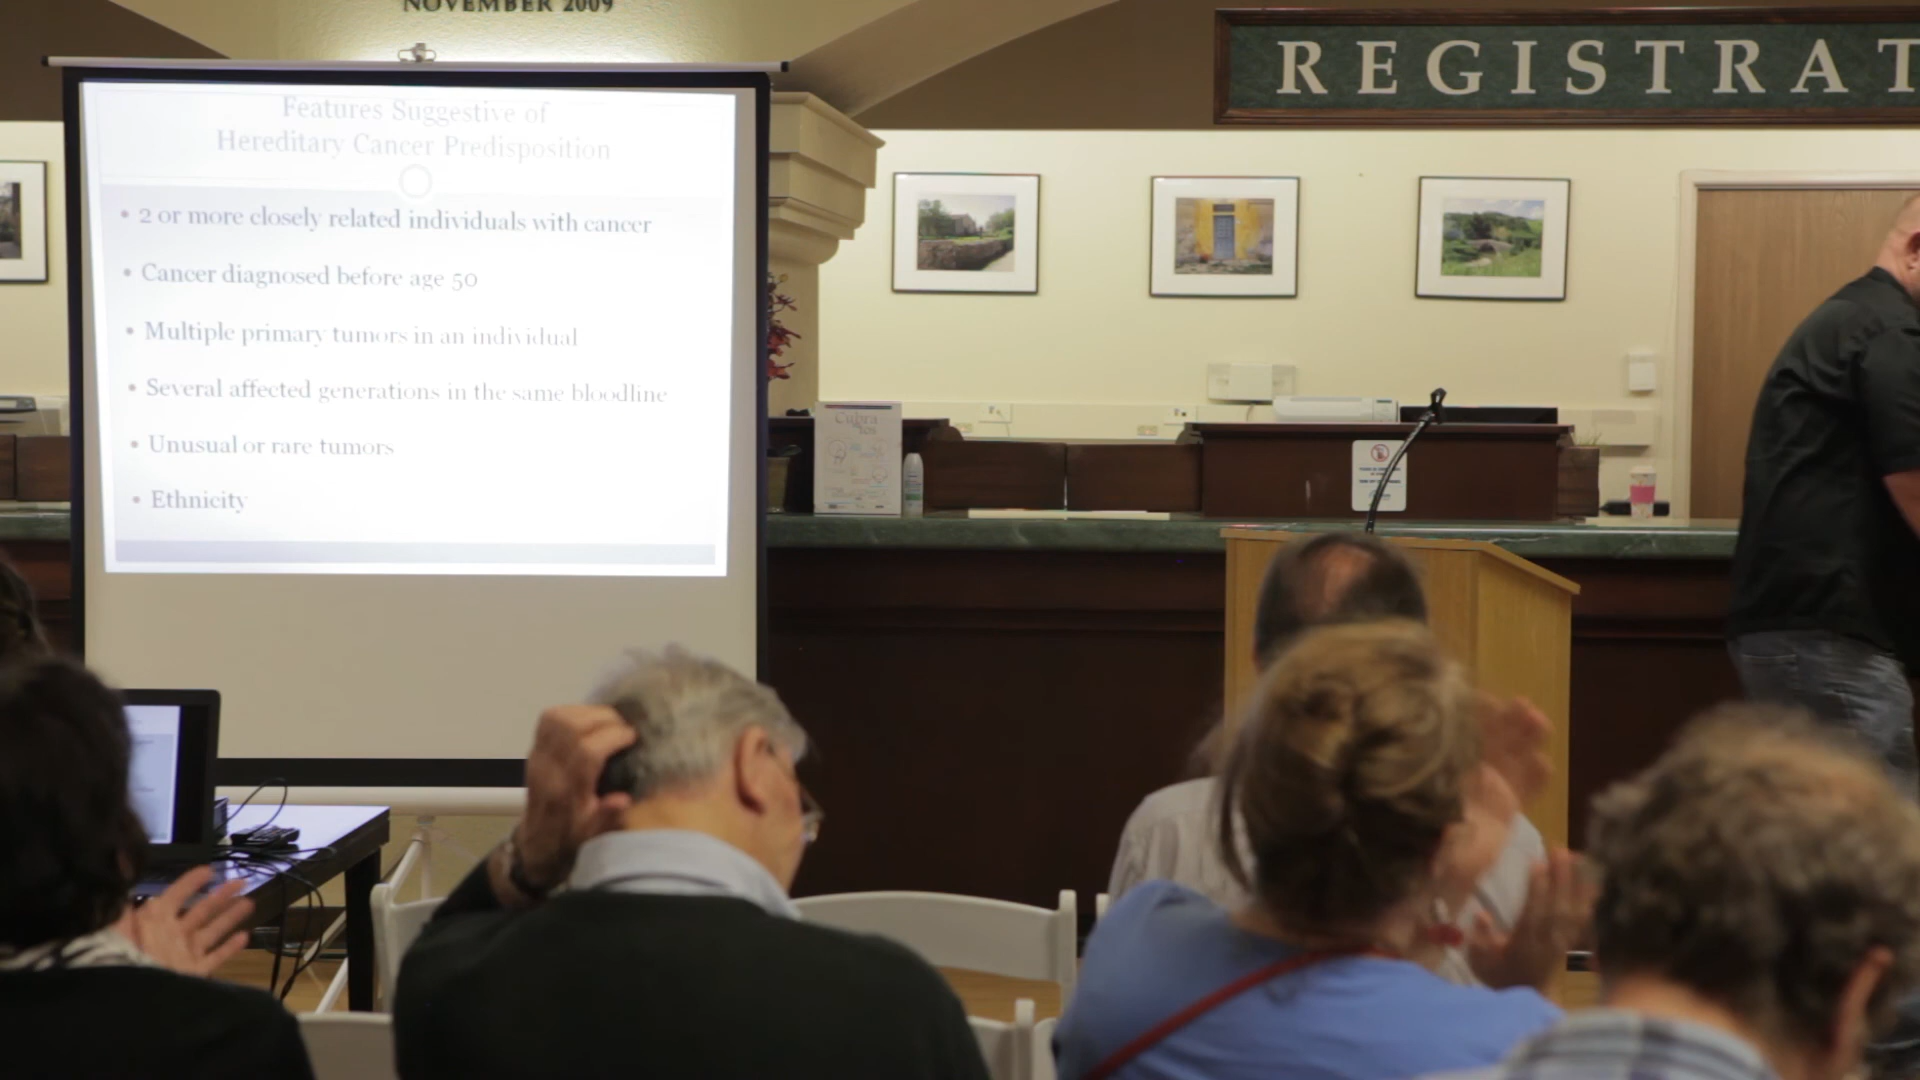 NOVEMBER 2009
REGISTRAT
Features Suggestive of
Hereditary Cancer Predisposition
• 2 or more closely related individuals with cancer
• Cancer diagnosed before age 50
• Multiple primary tumors in an individual
• Several affected generations in the same bloodline
• Unusual or rare tumors
• Ethnicity